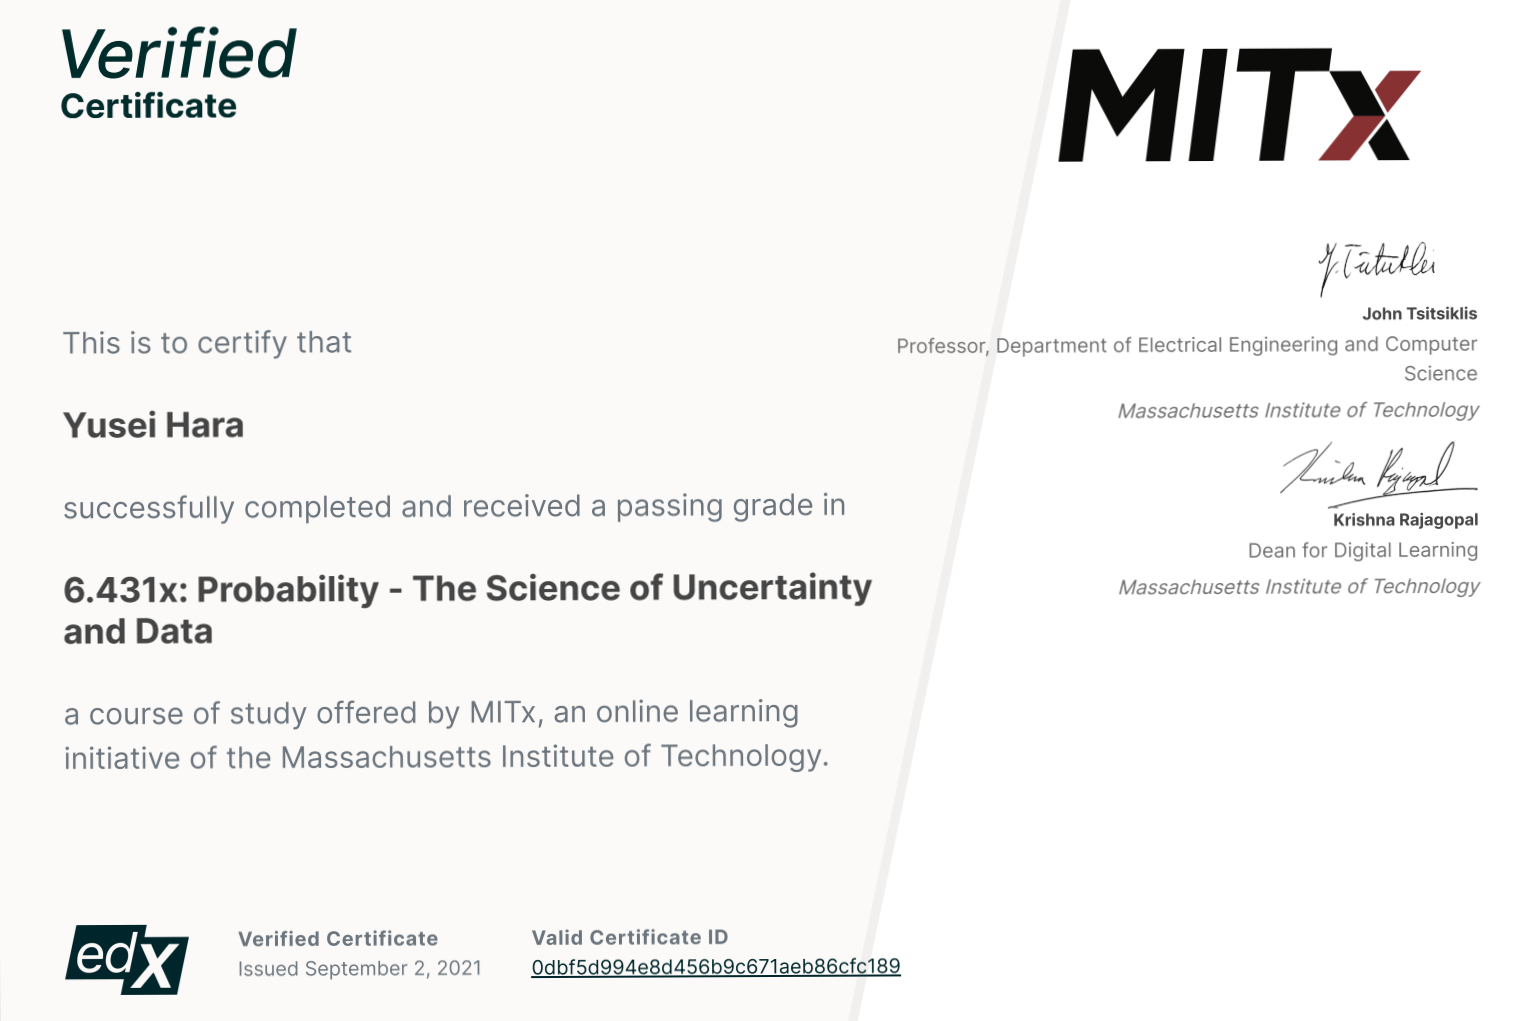 Verified
Certificate
MITx
John Tsitsiklis
Professor, Department of Electrical Engineering and Computer
Science
Massachusetts Institute of Technology
Krishna Rajagopal
Dean for Digital Learning
Massachusetts Institute of Technology
This is to certify that
Yusei Hara
successfully completed and received a passing grade in
6.431x: Probability - The Science of Uncertainty
and Data
a course of study offered by MITx, an online learning
initiative of the Massachusetts Institute of Technology.
edX
Verified Certificate
Issued September 2, 2021
Valid Certificate ID
0dbf5d994e8d456b9c671aeb86cfc189